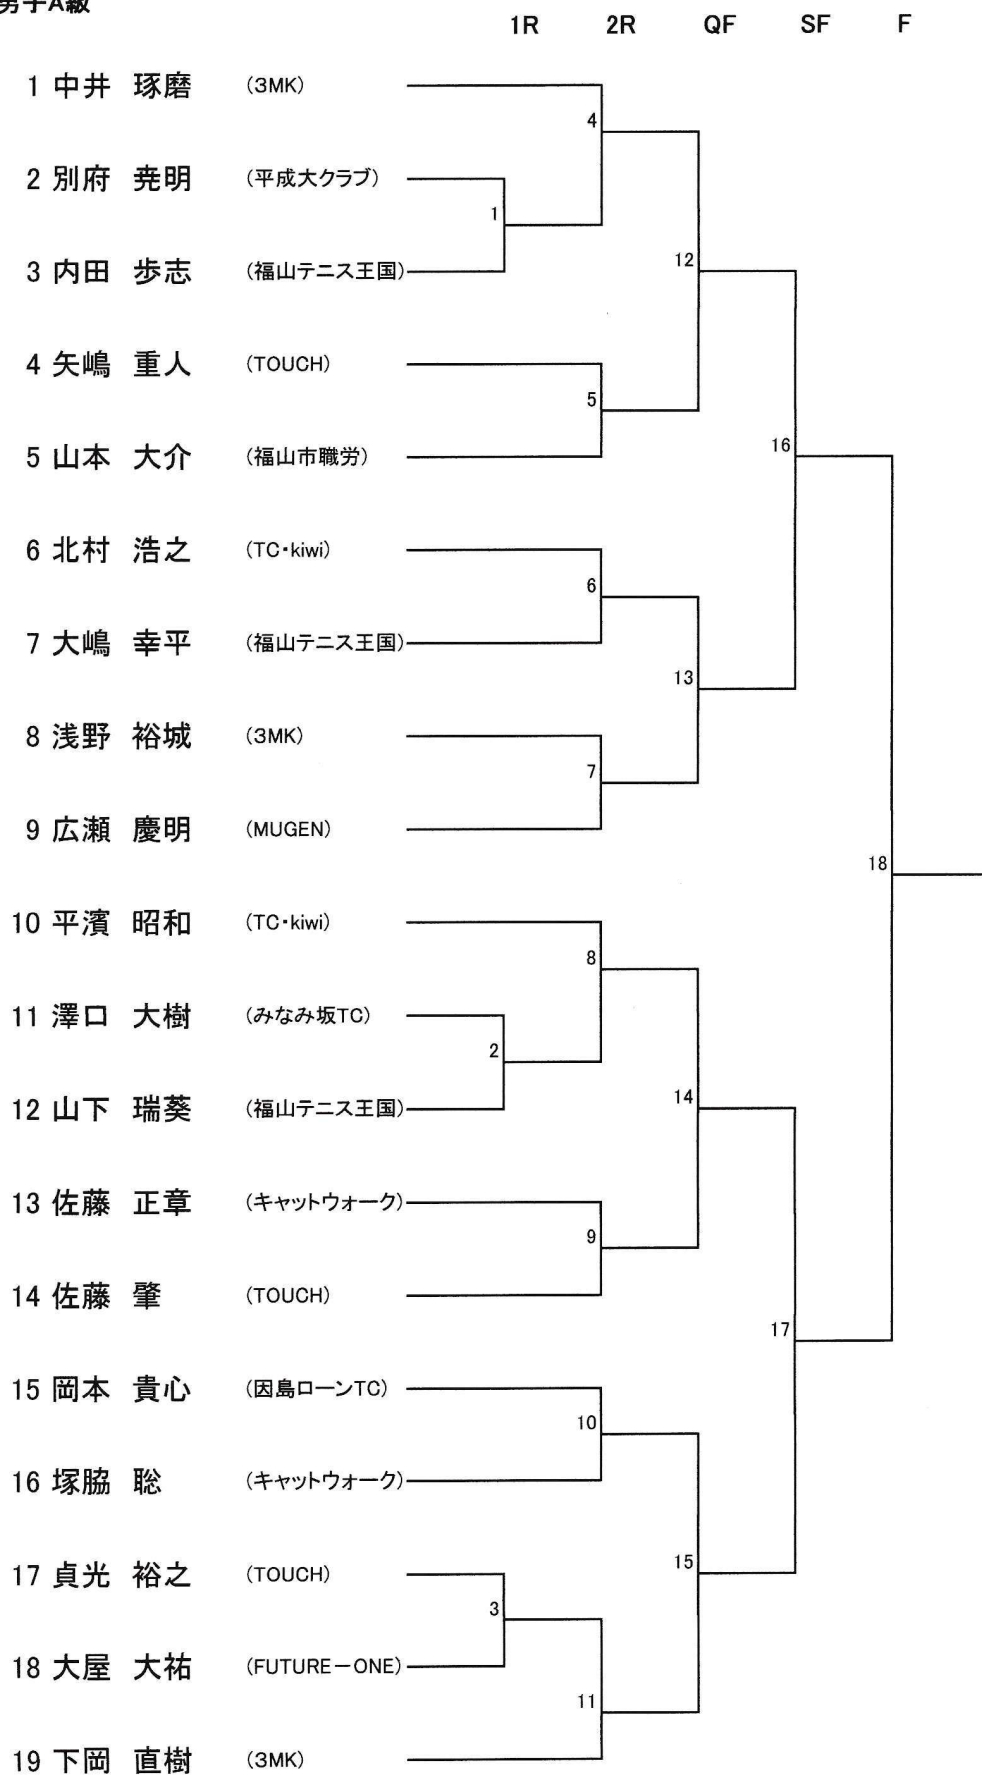 男子A級
1R 2R QF SF F
1 中井 琢磨 (3MK)
4
2 別府 尭明 (平成大クラブ)
1
3 内田 歩志 (福山テニス王国)
12
4 矢嶋 重人 (TOUCH)
5
5 山本 大介 (福山市職労)
16
6 北村 浩之 (TC・kiwi)
6
7 大嶋 幸平 (福山テニス王国)
13
8 浅野 裕城 (3MK)
7
9 広瀬 慶明 (MUGEN)
18
10 平濱 昭和 (TC・kiwi)
8
11 澤口 大樹 (みなみ坂TC)
2
14
12 山下 瑞葵 (福山テニス王国)
13 佐藤 正章 (キャットウォーク)
9
14 佐藤 肇 (TOUCH)
17
15 岡本 貴心 (因島ローンTC)
10
16 塚脇 聡 (キャットウォーク)
15
17 貞光 裕之 (TOUCH)
3
18 大屋 大祐 (FUTURE－ONE)
11
19 下岡 直樹 (3MK)